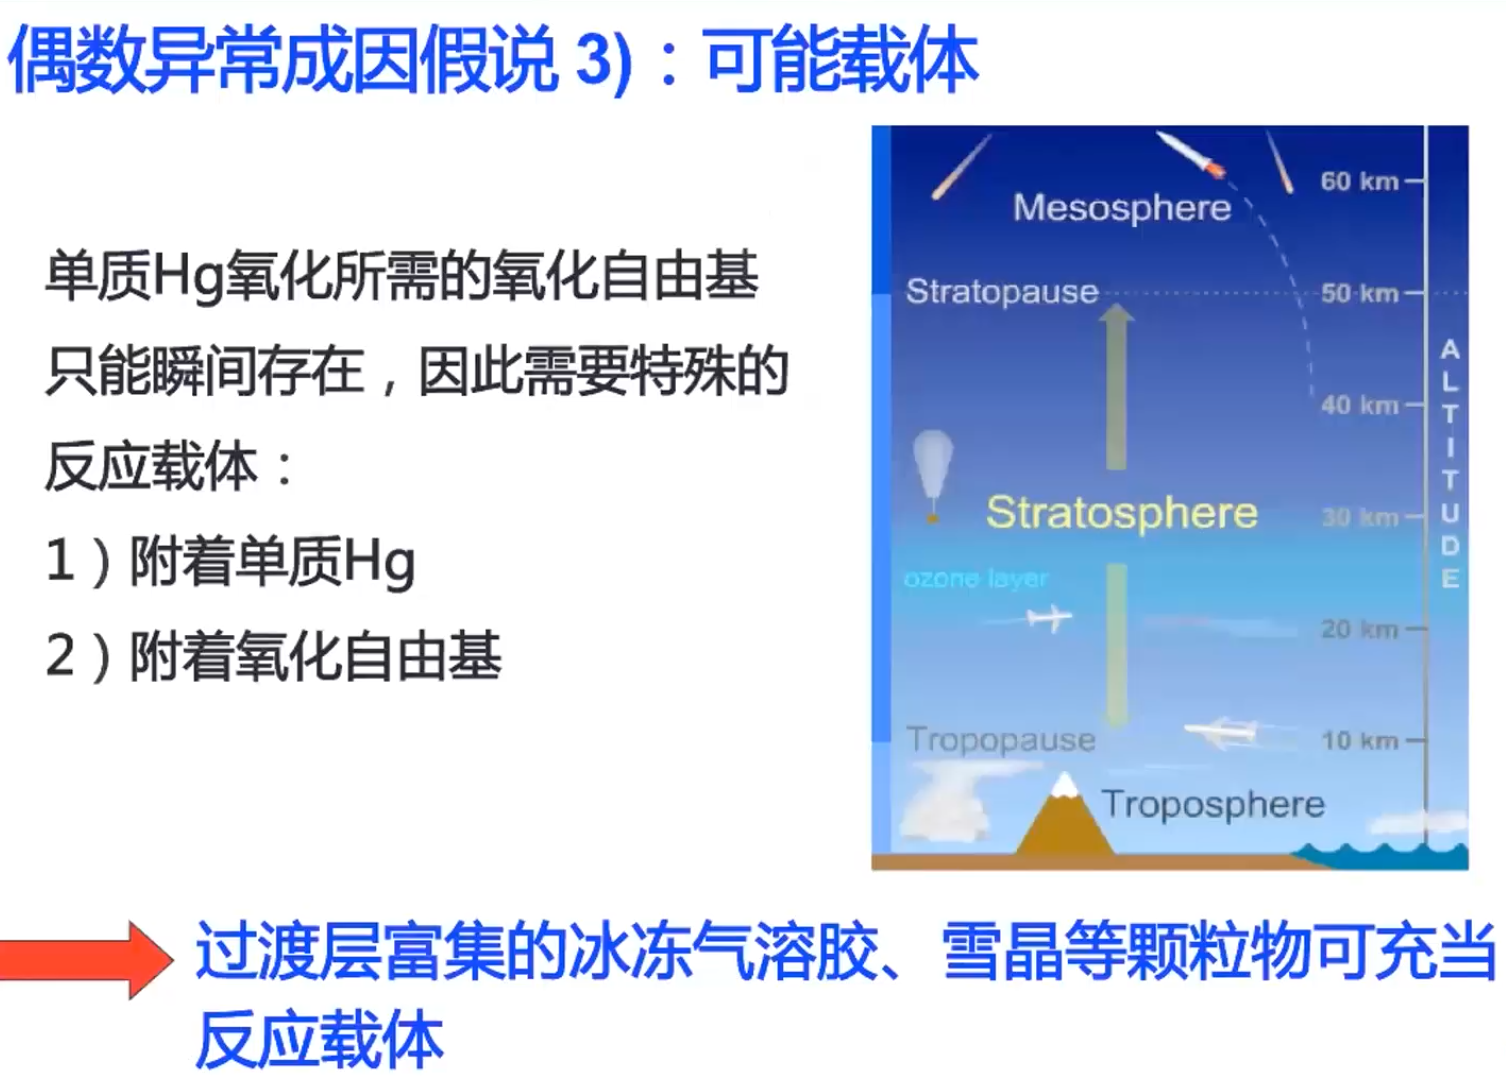 偶数异常成因假说 3)：可能载体
单质Hg氧化所需的氧化自由基
只能瞬间存在，因此需要特殊的
反应载体：
1）附着单质Hg
2）附着氧化自由基
60 km
Mesosphere
Stratopause
50 km
40 km
ALTITUDE
Stratosphere
30 km
ozone layer
20 km
Tropopause
10 km
Troposphere
过渡层富集的冰冻气溶胶、雪晶等颗粒物可充当
反应载体